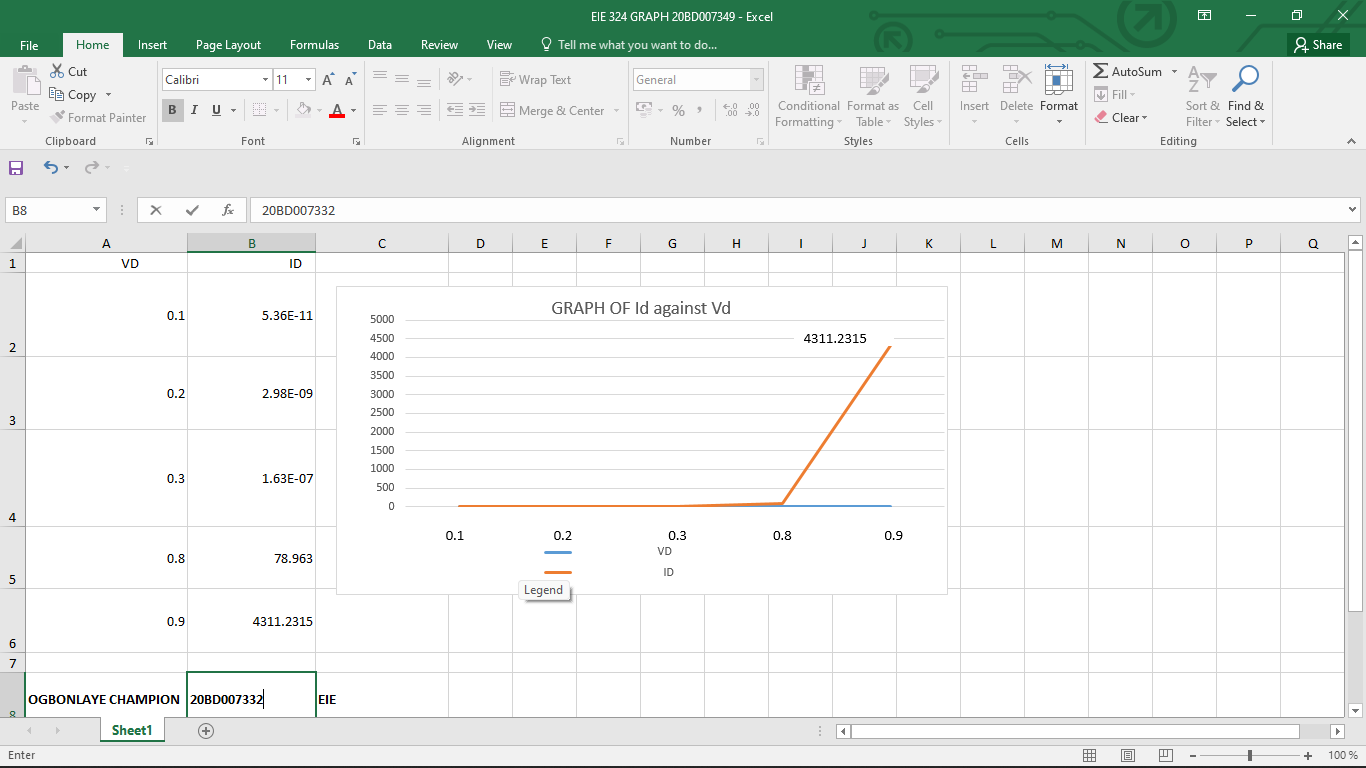 EIE 324 GRAPH 20BD007349 - Excel
File Home Insert Page Layout Formulas Data Review View Tell me what you want to do... Share
Paste
Cut
Copy
Format Painter
Clipboard
Calibri 11 A A
B I U A
Font
Wrap Text
Merge & Center
Alignment
General
% , .0 .00 .00 .0
Number
Conditional Formatting
Format as Table
Cell Styles
Styles
Insert Delete Format
Cells
AutoSum
Fill
Clear
Sort & Filter
Find & Select
Editing
B8 fx 20BD007332
A B C D E F G H I J K L M N O P Q
1 VD ID
2 0.1 5.36E-11
3 0.2 2.98E-09
4 0.3 1.63E-07
5 0.8 78.963
6 0.9 4311.2315
7
8 OGBONLAYE CHAMPION 20BD007332 EIE
GRAPH OF Id against Vd
5000
4500
4000
3500
3000
2500
2000
1500
1000
500
0
4311.2315
0.1 0.2 0.3 0.8 0.9
VD
ID
Legend
Sheet1
Enter
100 %